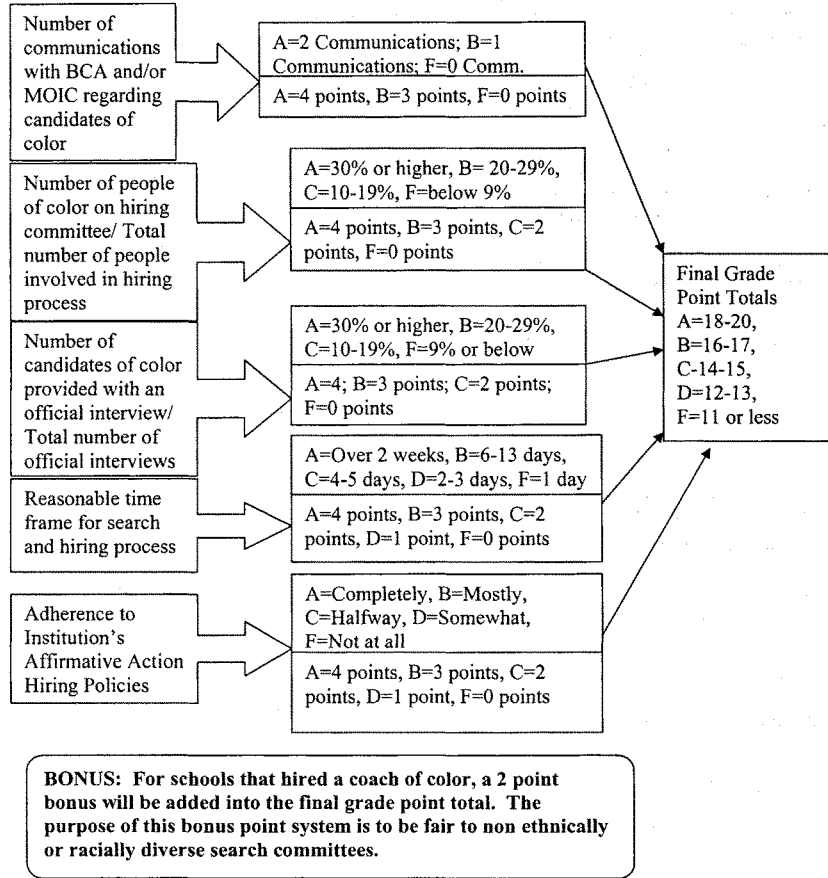 Number of
communications
with BCA and/or
MOIC regarding
candidates of
color
A=2 Communications; B=1
Communications; F=0 Comm.
A=4 points, B=3 points, F=0 points
Number of people
of color on hiring
committee/ Total
number of people
involved in hiring
process
A=30% or higher, B= 20-29%,
C=10-19%, F=below 9%
A=4 points, B=3 points, C=2
points, F=0 points
Number of
candidates of color
provided with an
official interview/
Total number of
official interviews
A=30% or higher, B=20-29%,
C=10-19%, F=9% or below
A=4; B=3 points; C=2 points;
F=0 points
Reasonable time
frame for search
and hiring process
A=Over 2 weeks, B=6-13 days,
C=4-5 days, D=2-3 days, F=1 day
A=4 points, B=3 points, C=2
points, D=1 point, F=0 points
Adherence to
Institution's
Affirmative Action
Hiring Policies
A=Completely, B=Mostly,
C=Halfway, D=Somewhat,
F=Not at all
A=4 points, B=3 points, C=2
points, D=1 point, F=0 points
Final Grade
Point Totals
A=18-20,
B=16-17,
C-14-15,
D=12-13,
F=11 or less
BONUS: For schools that hired a coach of color, a 2 point
bonus will be added into the final grade point total. The
purpose of this bonus point system is to be fair to non ethnically
or racially diverse search committees.